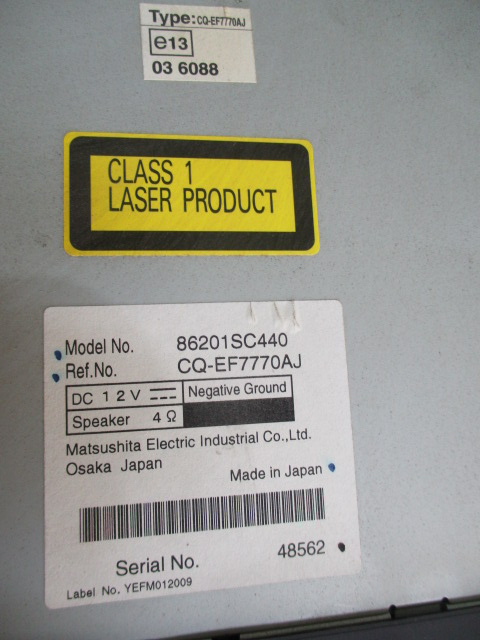 Type: CQ-EF7770AJ
e13
03 6088
CLASS 1
LASER PRODUCT
Model No. 86201SC440
Ref.No. CQ-EF7770AJ
DC 12V Negative Ground
Speaker 4Ω
Matsushita Electric Industrial Co.,Ltd.
Osaka Japan
Made in Japan
Serial No. 48562
Label No. YEFM012009